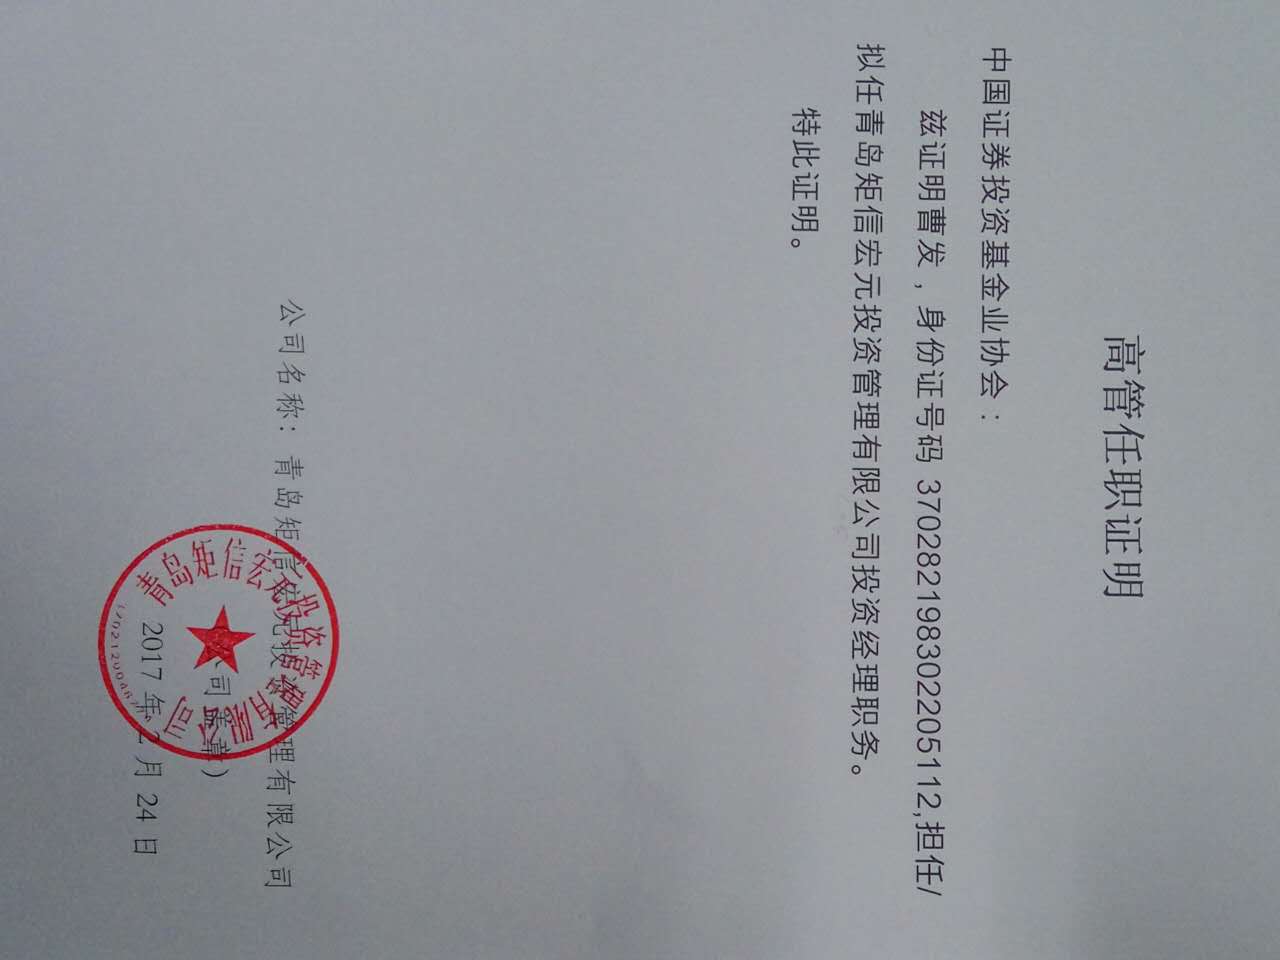 高管任职证明
中国证券投资基金业协会：
兹证明曹发，身份证号码 370282198302205112,担任/
拟任青岛矩信宏元投资管理有限公司投资经理职务。
特此证明。
公司名称：青岛矩信宏元投资管理有限公司
公司盖章）
2017 年 2 月 24 日
青岛矩信宏元投资管理有限公司